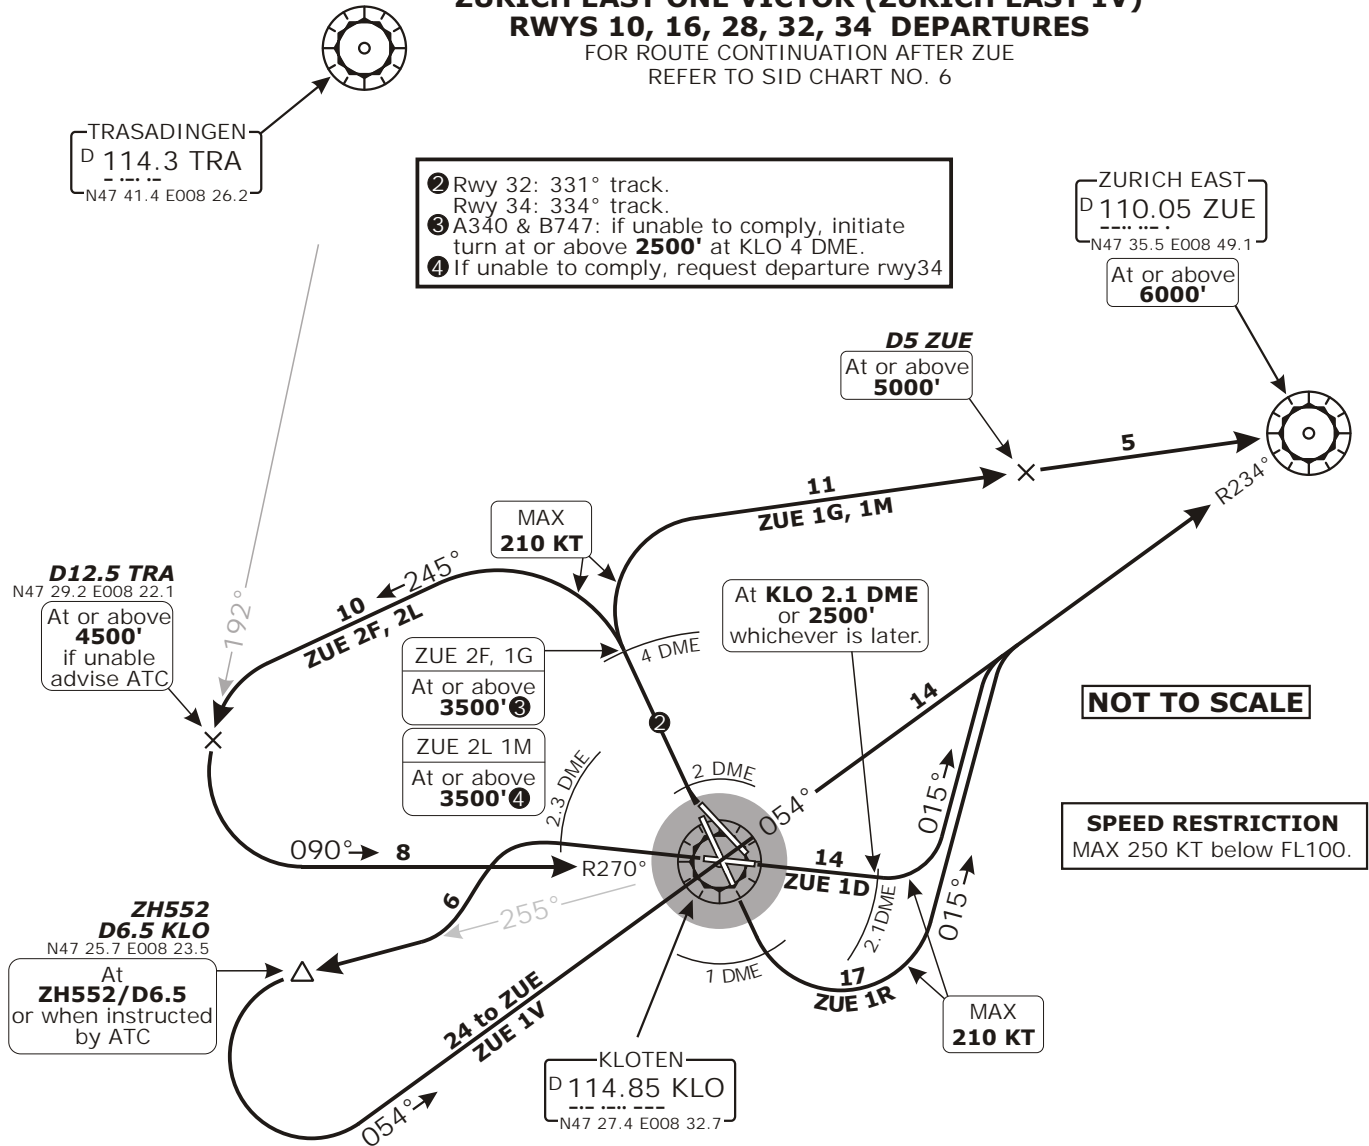 ZURICH EAST ONE VICTOR (ZURICH EAST 1V)
RWYS 10, 16, 28, 32, 34 DEPARTURES
FOR ROUTE CONTINUATION AFTER ZUE
REFER TO SID CHART NO. 6
TRASADINGEN
D 114.3 TRA
N47 41.4 E008 26.2
❷ Rwy 32: 331° track.
Rwy 34: 334° track.
❸ A340 & B747: if unable to comply, initiate
turn at or above 2500' at KLO 4 DME.
❹ If unable to comply, request departure rwy34
ZURICH EAST
D 110.05 ZUE
N47 35.5 E008 49.1
At or above
6000'
D5 ZUE
At or above
5000'
5
R234°
11
ZUE 1G, 1M
MAX
210 KT
245°
10
ZUE 2F, 2L
192°
D12.5 TRA
N47 29.2 E008 22.1
At or above
4500'
if unable
advise ATC
ZUE 2F, 1G
At or above
3500' ❸
ZUE 2L 1M
At or above
3500' ❹
4 DME
❷
2 DME
2.3 DME
At KLO 2.1 DME
or 2500'
whichever is later.
14
NOT TO SCALE
SPEED RESTRICTION
MAX 250 KT below FL100.
054°
015°
015°
14
ZUE 1D
2.1DME
090°
8
R270°
6
255°
ZH552
D6.5 KLO
N47 25.7 E008 23.5
At
ZH552/D6.5
or when instructed
by ATC
1 DME
17
ZUE 1R
MAX
210 KT
24 to ZUE
ZUE 1V
054°
KLOTEN
D 114.85 KLO
N47 27.4 E008 32.7